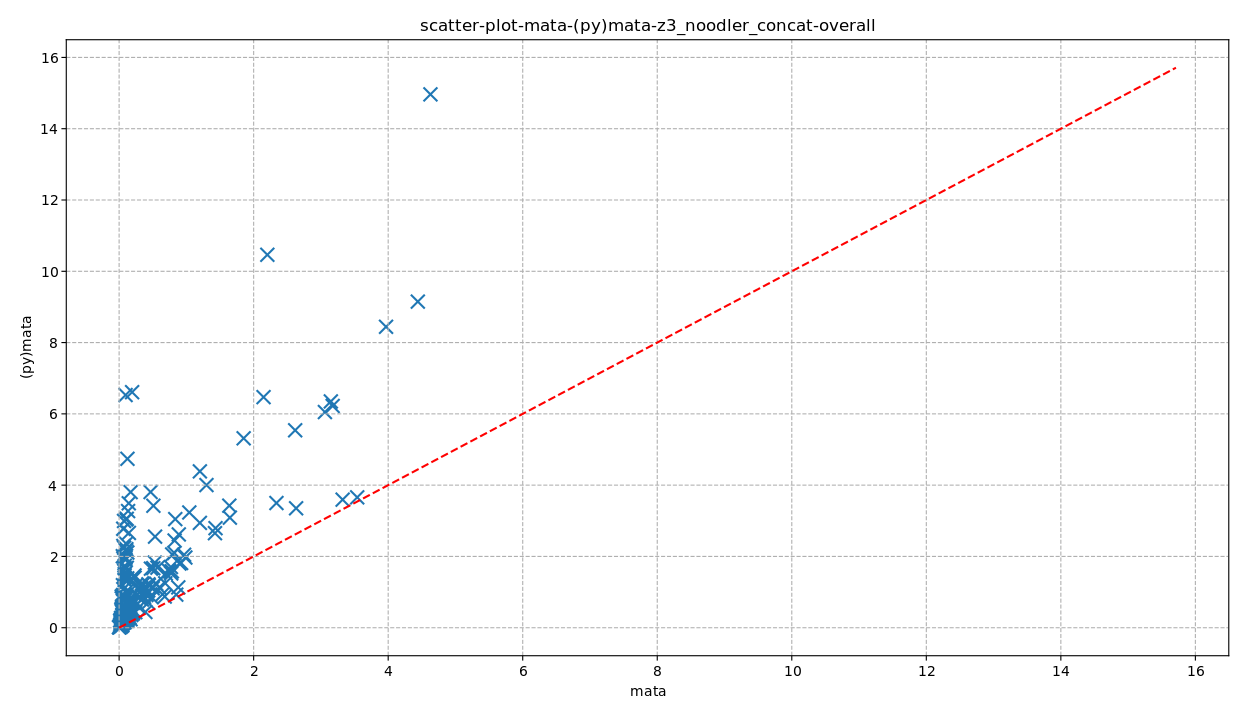 scatter-plot-mata-(py)mata-z3_noodler_concat-overall
16
14
12
10
8
6
4
2
0
(py)mata
0 2 4 6 8 10 12 14 16
mata